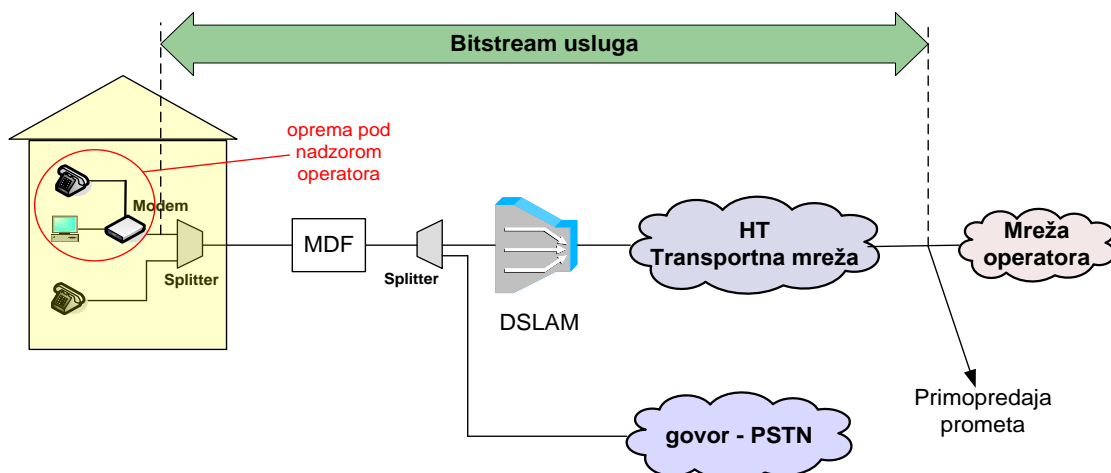 Bitstream usluga
oprema pod
nadzorom
operatora
Modem
Splitter
MDF
Splitter
DSLAM
HT
Transportna mreža
Mreža
operatora
Primopredaja
prometa
govor - PSTN